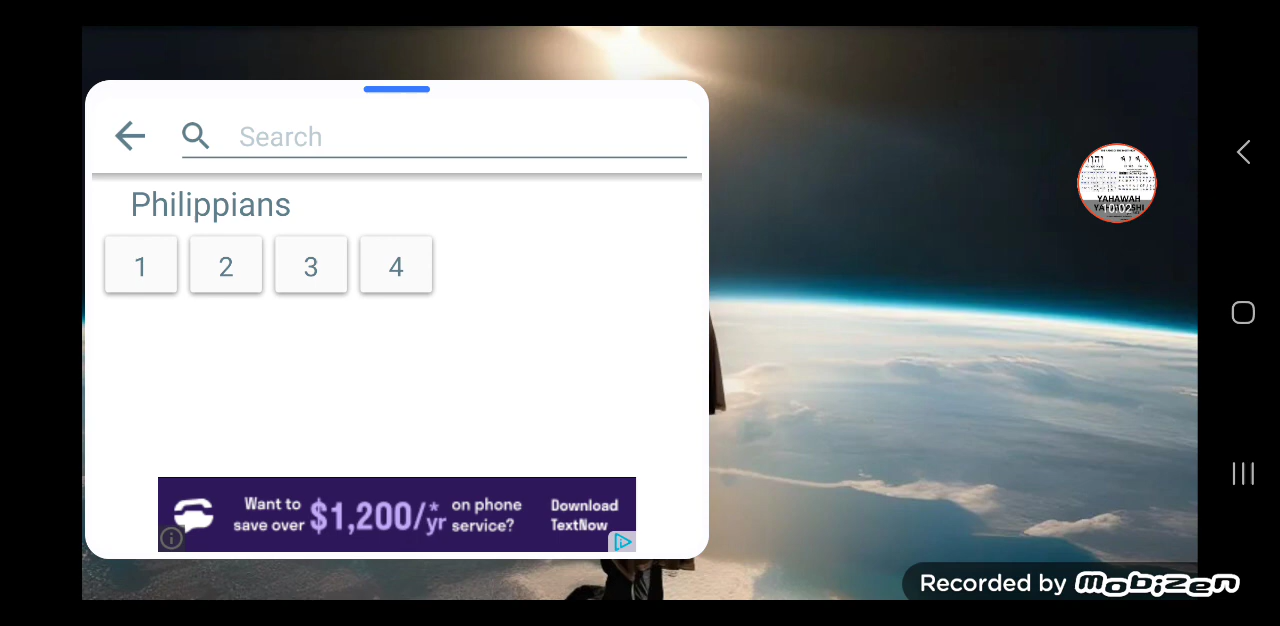 Search
Philippians
1 2 3 4
Want to
save over
$1,200/*
yr
on phone
service?
Download
TextNow
YAHAWAH
Recorded by Mobizen